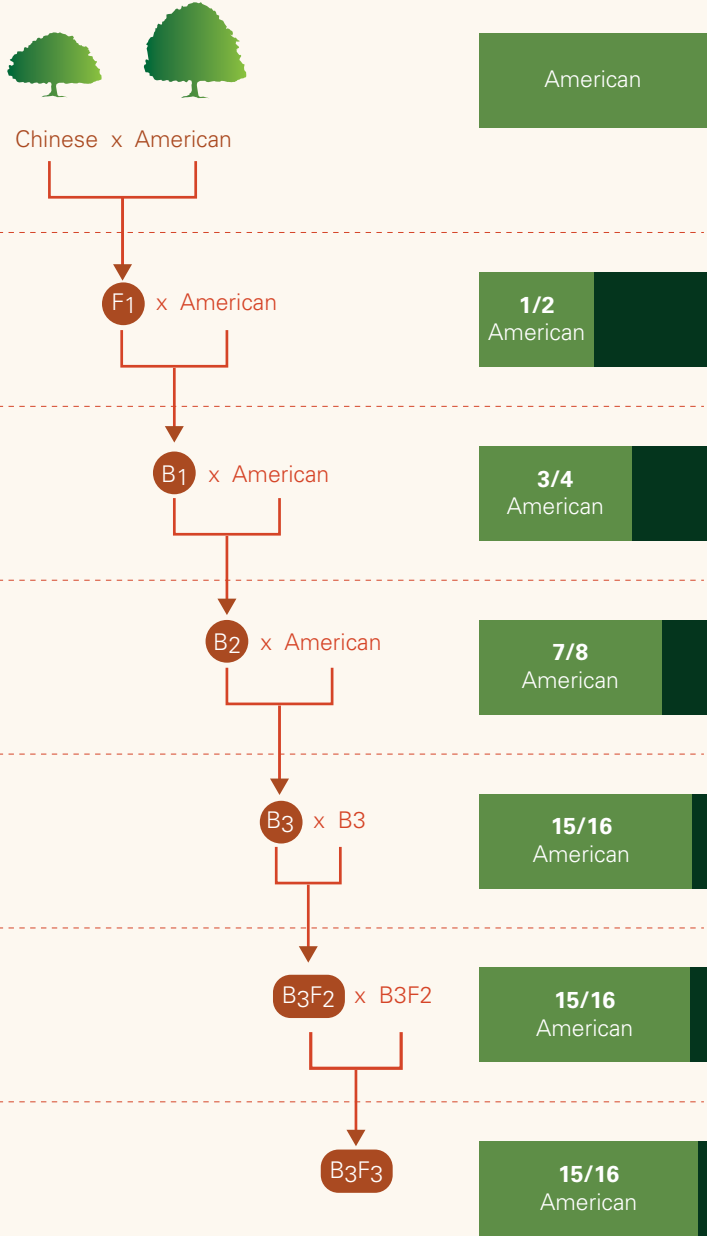 American
Chinese x American
F1 x American
1/2
American
B1 x American
3/4
American
B2 x American
7/8
American
B3 x B3
15/16
American
B3F2 x B3F2
15/16
American
B3F3
15/16
American